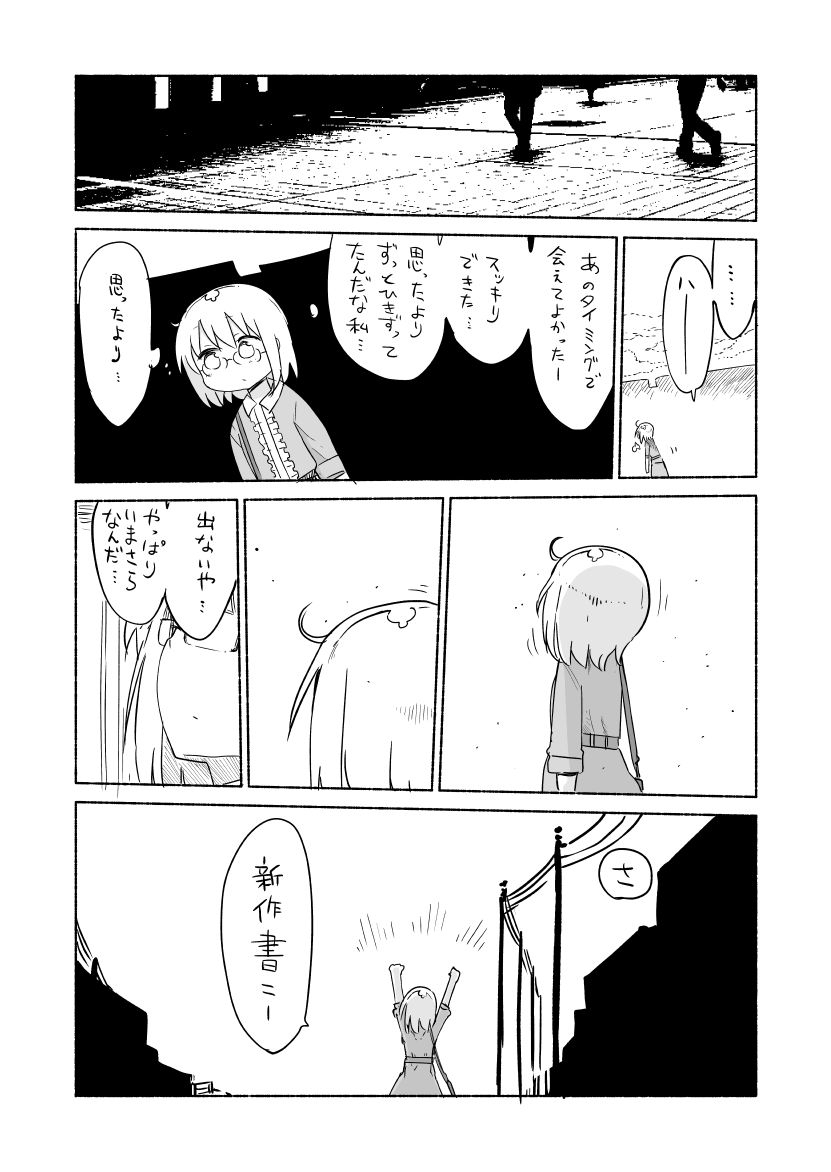 ……
ハー
あのタイミングで
会えてよかったー
スッキリ
できた…
思ったより
ずっとひきずって
たんだな私…
思ったより…
出ないや…
やっぱり
いまさら
なんだ…
さ
新作書こー